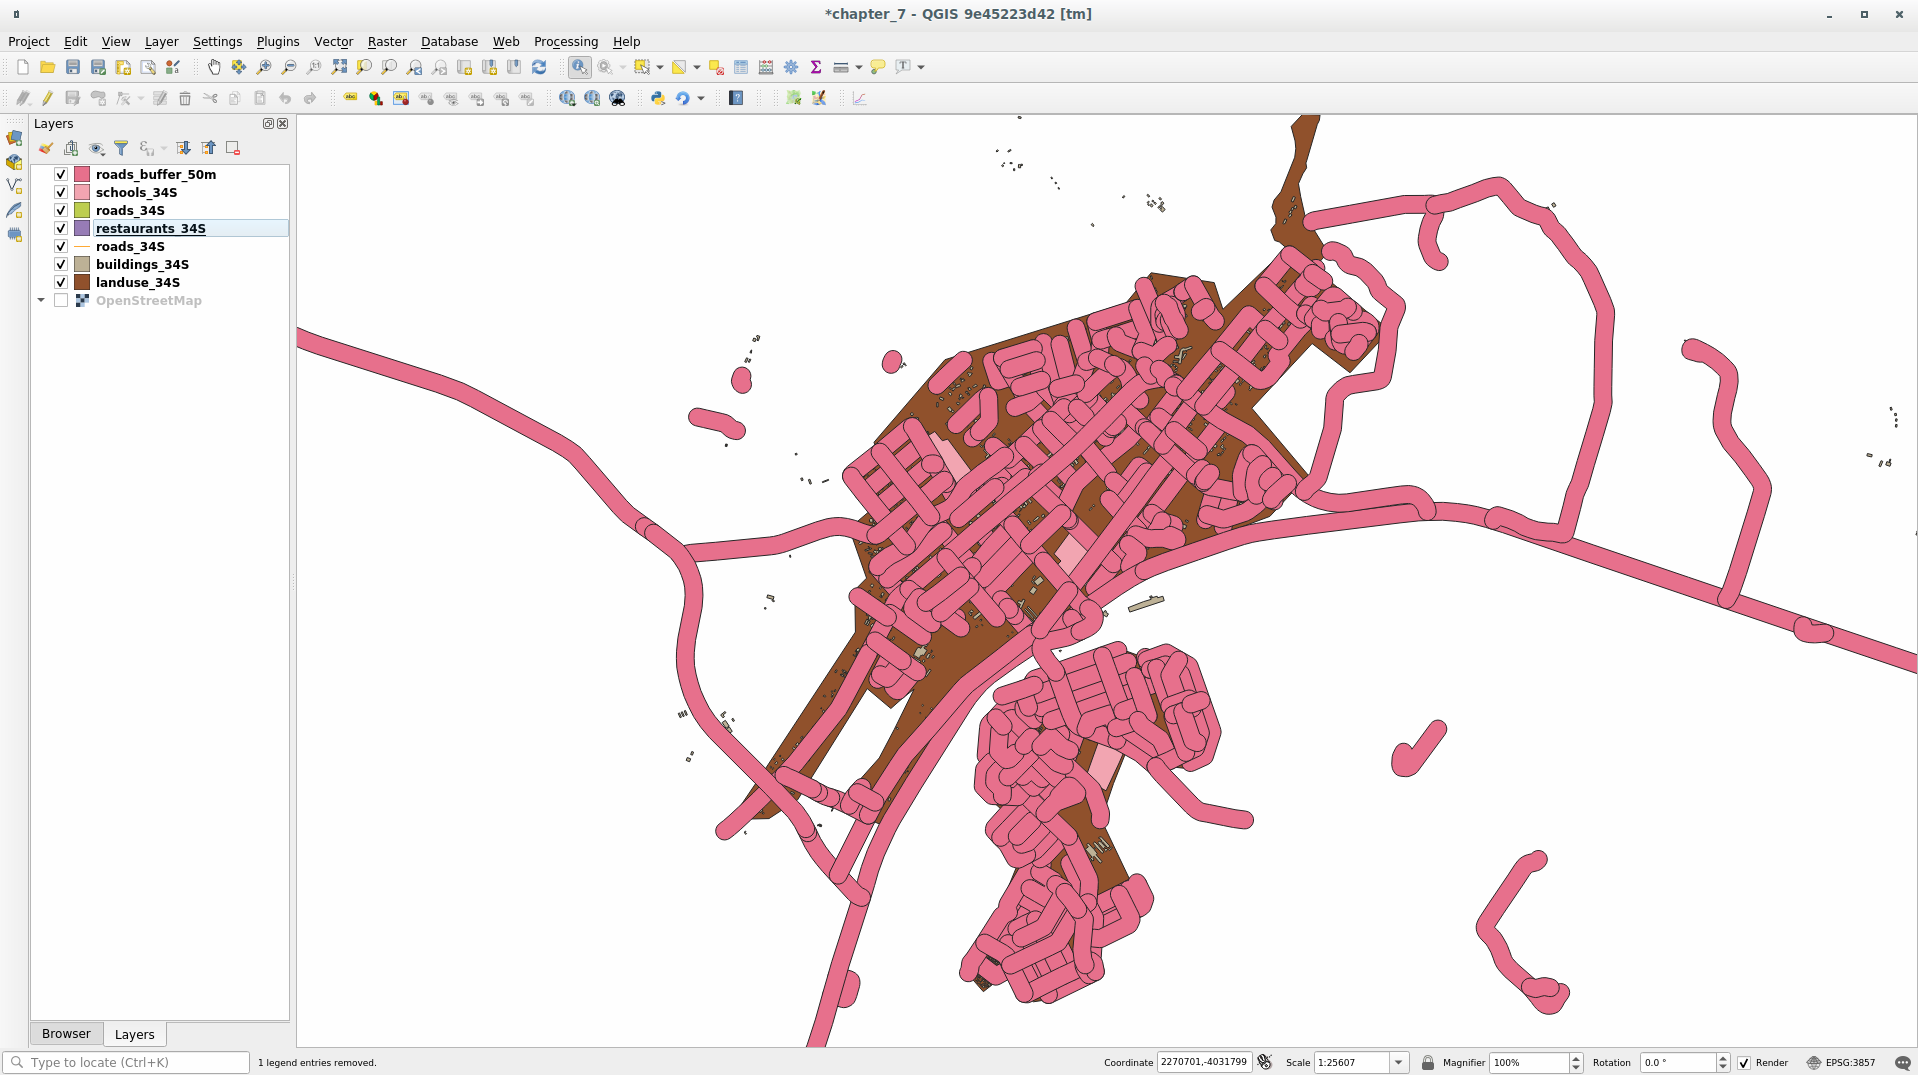 *chapter_7 - QGIS 9e45223d42 [tm]
Project Edit View Layer Settings Plugins Vector Raster Database Web Processing Help
Layers
roads_buffer_50m
schools_34S
roads_34S
restaurants_34S
roads_34S
buildings_34S
landuse_34S
OpenStreetMap
Browser Layers
Type to locate (Ctrl+K) 1 legend entries removed. Coordinate 2270701,-4031799 Scale 1:25607 Magnifier 100% Rotation 0.0 ° Render EPSG:3857